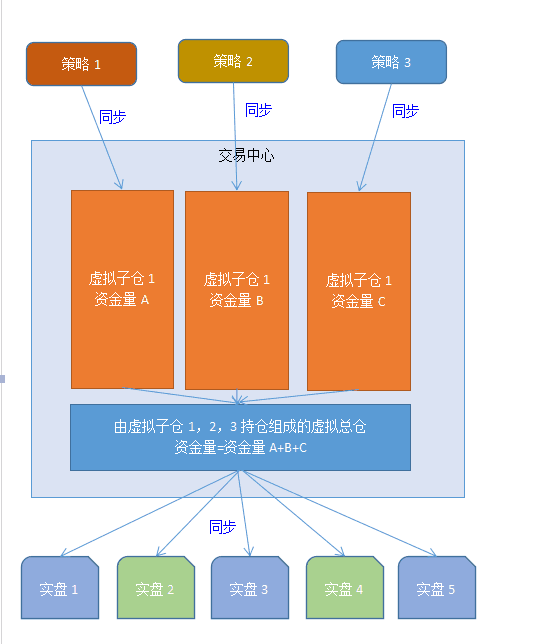 策略 1
策略 2
策略 3
同步
同步
同步
交易中心
虚拟子仓 1
资金量 A
虚拟子仓 1
资金量 B
虚拟子仓 1
资金量 C
由虚拟子仓 1，2，3 持仓组成的虚拟总仓
资金量=资金量 A+B+C
同步
实盘 1
实盘 2
实盘 3
实盘 4
实盘 5